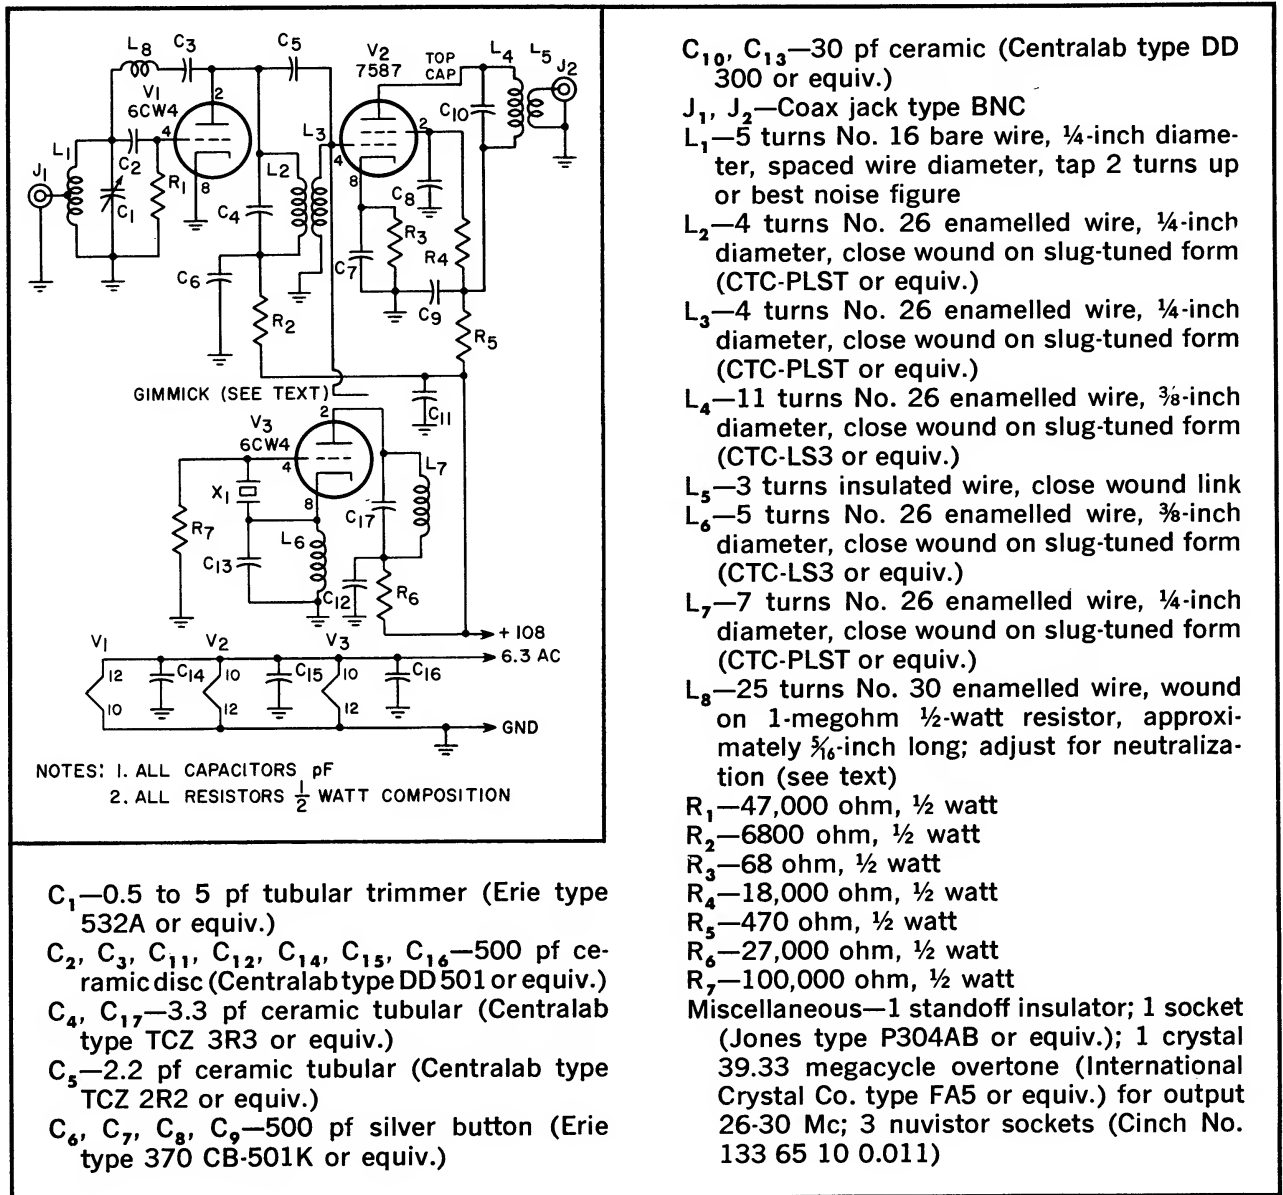 L8 C3 C5 V2 7587 TOP CAP L4 L5 J2
V1 6CW4 2 C10
4 C2 L3 4 2
L1 J1 R1 8 L2 8 C8
C1 C4 R3
C6 C7 R4
R2 C9 R5
GIMMICK (SEE TEXT) C11
V3 6CW4 2
4 L7
X1 8 C17
R7 L6
C13 C12 R6
+ 108
V1 V2 V3 6.3 AC
12 C14 10 C15 10 C16
10 12 12
GND
NOTES: 1. ALL CAPACITORS pF
2. ALL RESISTORS 1/2 WATT COMPOSITION
C1—0.5 to 5 pf tubular trimmer (Erie type
532A or equiv.)
C2, C3, C11, C12, C14, C15, C16—500 pf ce-
ramic disc (Centralab type DD 501 or equiv.)
C4, C17—3.3 pf ceramic tubular (Centralab
type TCZ 3R3 or equiv.)
C5—2.2 pf ceramic tubular (Centralab type
TCZ 2R2 or equiv.)
C6, C7, C8, C9—500 pf silver button (Erie
type 370 CB-501K or equiv.)
C10, C13—30 pf ceramic (Centralab type DD
300 or equiv.)
J1, J2—Coax jack type BNC
L1—5 turns No. 16 bare wire, ¼-inch diame-
ter, spaced wire diameter, tap 2 turns up
or best noise figure
L2—4 turns No. 26 enamelled wire, ¼-inch
diameter, close wound on slug-tuned form
(CTC-PLST or equiv.)
L3—4 turns No. 26 enamelled wire, ¼-inch
diameter, close wound on slug-tuned form
(CTC-PLST or equiv.)
L4—11 turns No. 26 enamelled wire, ⅜-inch
diameter, close wound on slug-tuned form
(CTC-LS3 or equiv.)
L5—3 turns insulated wire, close wound link
L6—5 turns No. 26 enamelled wire, ⅜-inch
diameter, close wound on slug-tuned form
(CTC-LS3 or equiv.)
L7—7 turns No. 26 enamelled wire, ¼-inch
diameter, close wound on slug-tuned form
(CTC-PLST or equiv.)
L8—25 turns No. 30 enamelled wire, wound
on 1-megohm ½-watt resistor, approxi-
mately 5/16-inch long; adjust for neutraliza-
tion (see text)
R1—47,000 ohm, ½ watt
R2—6800 ohm, ½ watt
R3—68 ohm, ½ watt
R4—18,000 ohm, ½ watt
R5—470 ohm, ½ watt
R6—27,000 ohm, ½ watt
R7—100,000 ohm, ½ watt
Miscellaneous—1 standoff insulator; 1 socket
(Jones type P304AB or equiv.); 1 crystal
39.33 megacycle overtone (International
Crystal Co. type FA5 or equiv.) for output
26-30 Mc; 3 nuvistor sockets (Cinch No.
133 65 10 0.011)